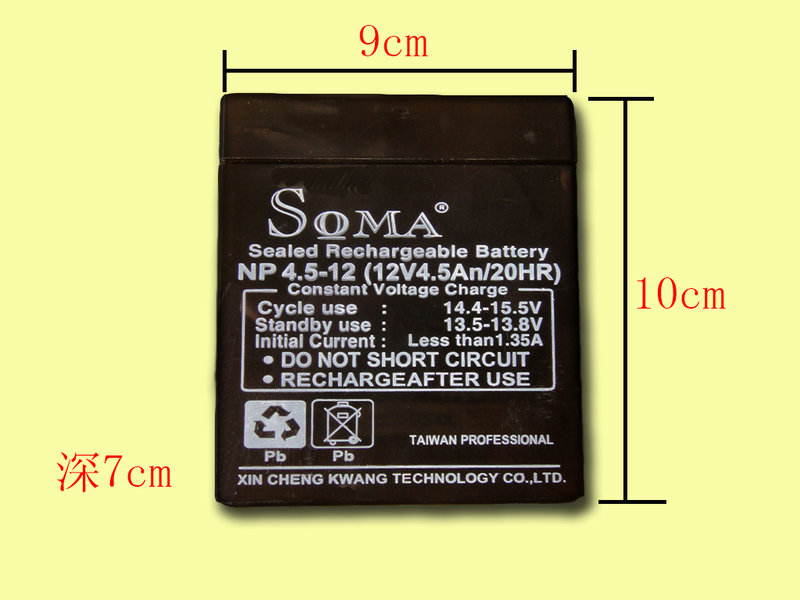 9cm
SOMA®
Sealed Rechargeable Battery
NP 4.5-12 (12V4.5An/20HR)
Constant Voltage Charge
Cycle use : 14.4-15.5V
Standby use : 13.5-13.8V
Initial Current : Less than1.35A
• DO NOT SHORT CIRCUIT
• RECHARGEAFTER USE
10cm
Pb Pb
TAIWAN PROFESSIONAL
深7cm
XIN CHENG KWANG TECHNOLOGY CO.,LTD.